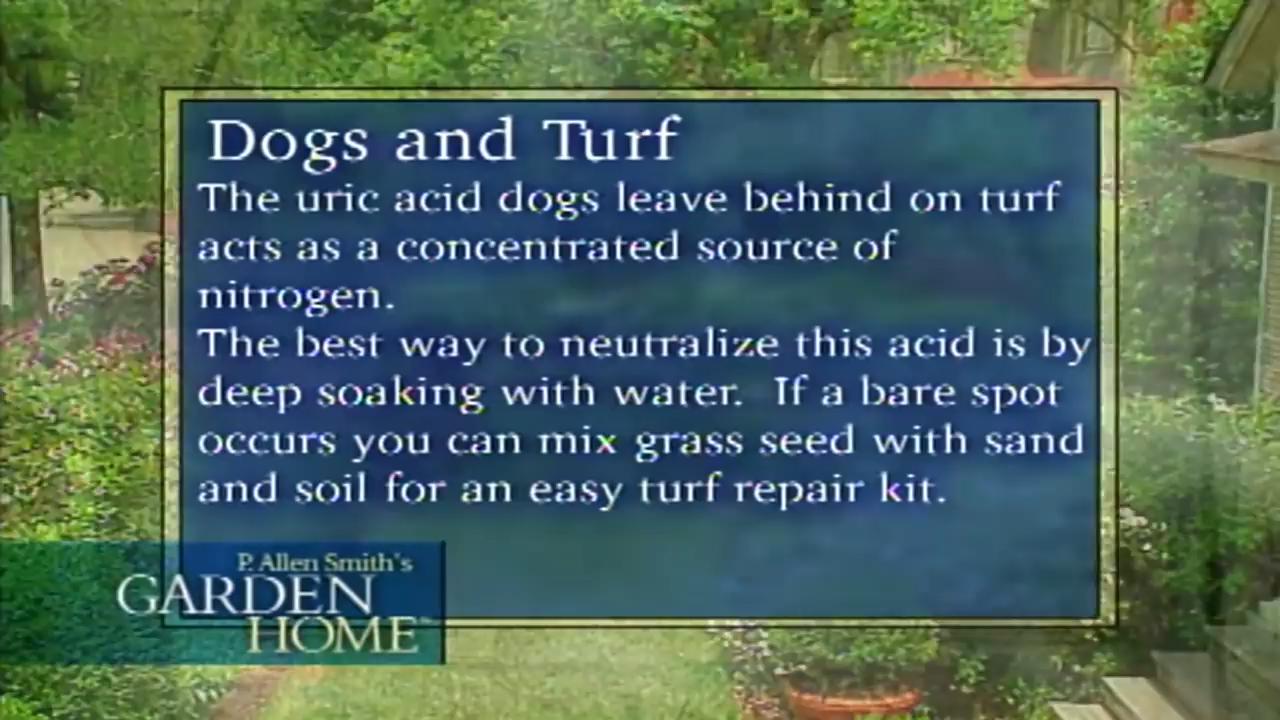 Dogs and Turf
The uric acid dogs leave behind on turf
acts as a concentrated source of
nitrogen.
The best way to neutralize this acid is by
deep soaking with water.  If a bare spot
occurs you can mix grass seed with sand
and soil for an easy turf repair kit.
P. Allen Smith's
GARDEN
HOME